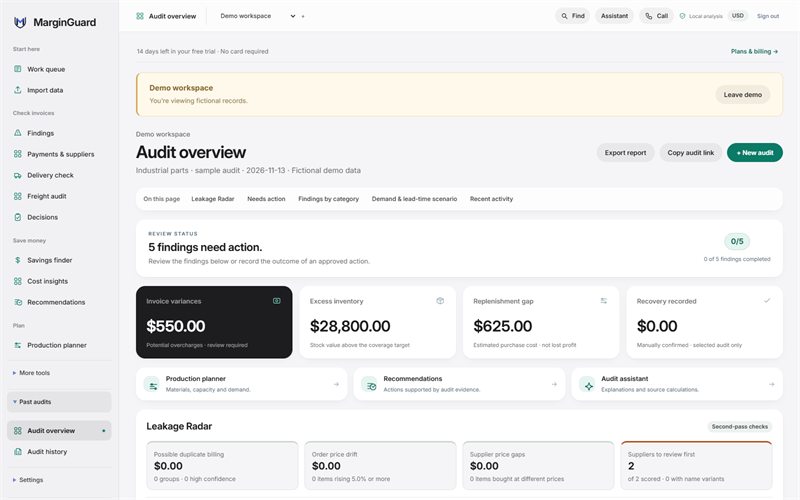 MarginGuard
Start here
Work queue
Import data
Check invoices
Findings
Payments & suppliers
Delivery check
Freight audit
Decisions
Save money
Savings finder
Cost insights
Recommendations
Plan
Production planner
More tools
Past audits
Audit overview
Audit history
Settings
Audit overview
Demo workspace
+
Find
Assistant
Call
Local analysis
USD
Sign out
14 days left in your free trial · No card required
Plans & billing →
Demo workspace
You're viewing fictional records.
Leave demo
Demo workspace
Audit overview
Industrial parts · sample audit · 2026-11-13 · Fictional demo data
Export report
Copy audit link
+ New audit
On this page
Leakage Radar
Needs action
Findings by category
Demand & lead-time scenario
Recent activity
REVIEW STATUS
5 findings need action.
Review the findings below or record the outcome of an approved action.
0/5
0 of 5 findings completed
Invoice variances
$550.00
Potential overcharges · review required
Excess inventory
$28,800.00
Stock value above the coverage target
Replenishment gap
$625.00
Estimated purchase cost · not lost profit
Recovery recorded
$0.00
Manually confirmed · selected audit only
Production planner
Materials, capacity and demand.
→
Recommendations
Actions supported by audit evidence.
→
Audit assistant
Explanations and source calculations.
→
Leakage Radar
Second-pass checks
Possible duplicate billing
$0.00
0 groups · 0 high confidence
Order price drift
$0.00
0 items rising 5.0% or more
Supplier price gaps
$0.00
0 items bought at different prices
Suppliers to review first
2
of 2 scored · 0 with name variants